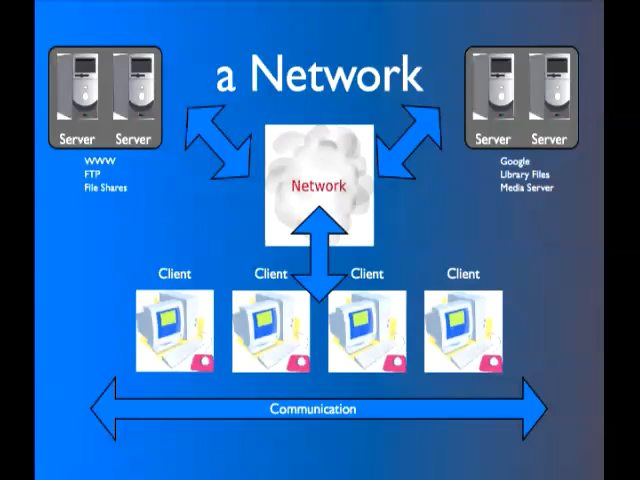 a Network
Server Server
WWW
FTP
File Shares
Server Server
Google
Library Files
Media Server
Network
Client Client Client Client
Communication